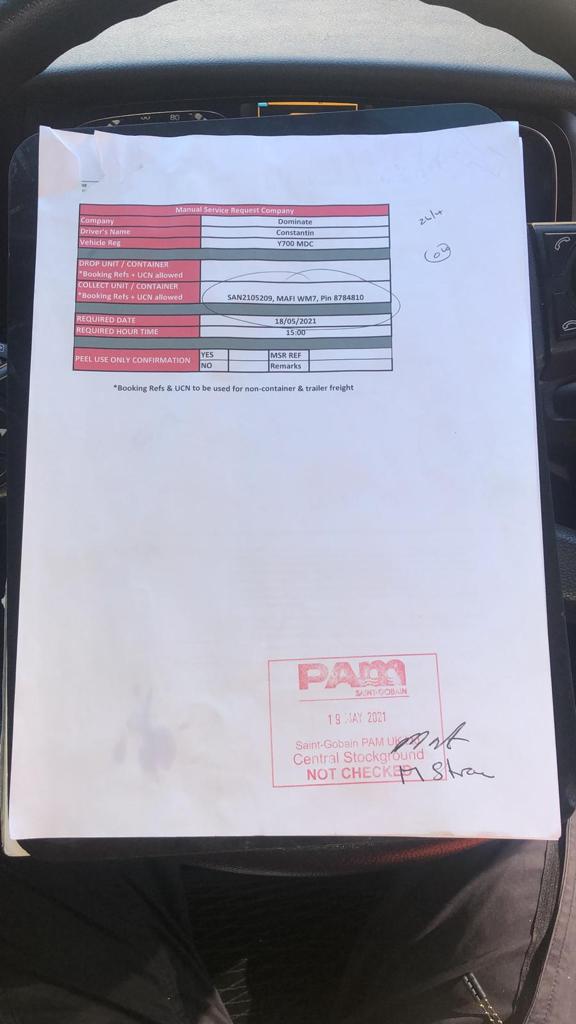 80
Manual Service Request Company
Company Dominate
Driver's Name Constantin
Vehicle Reg Y700 MDC
DROP UNIT / CONTAINER
*Booking Refs + UCN allowed
COLLECT UNIT / CONTAINER
*Booking Refs + UCN allowed SAN2105209, MAFI WM7, Pin 8784810
REQUIRED DATE 18/05/2021
REQUIRED HOUR TIME 15:00
PEEL USE ONLY CONFIRMATION YES MSR REF
NO Remarks
*Booking Refs & UCN to be used for non-container & trailer freight
PAM
SAINT-GOBAIN
19 MAY 2021
Saint-Gobain PAM UK
Central Stockground
NOT CHECKED